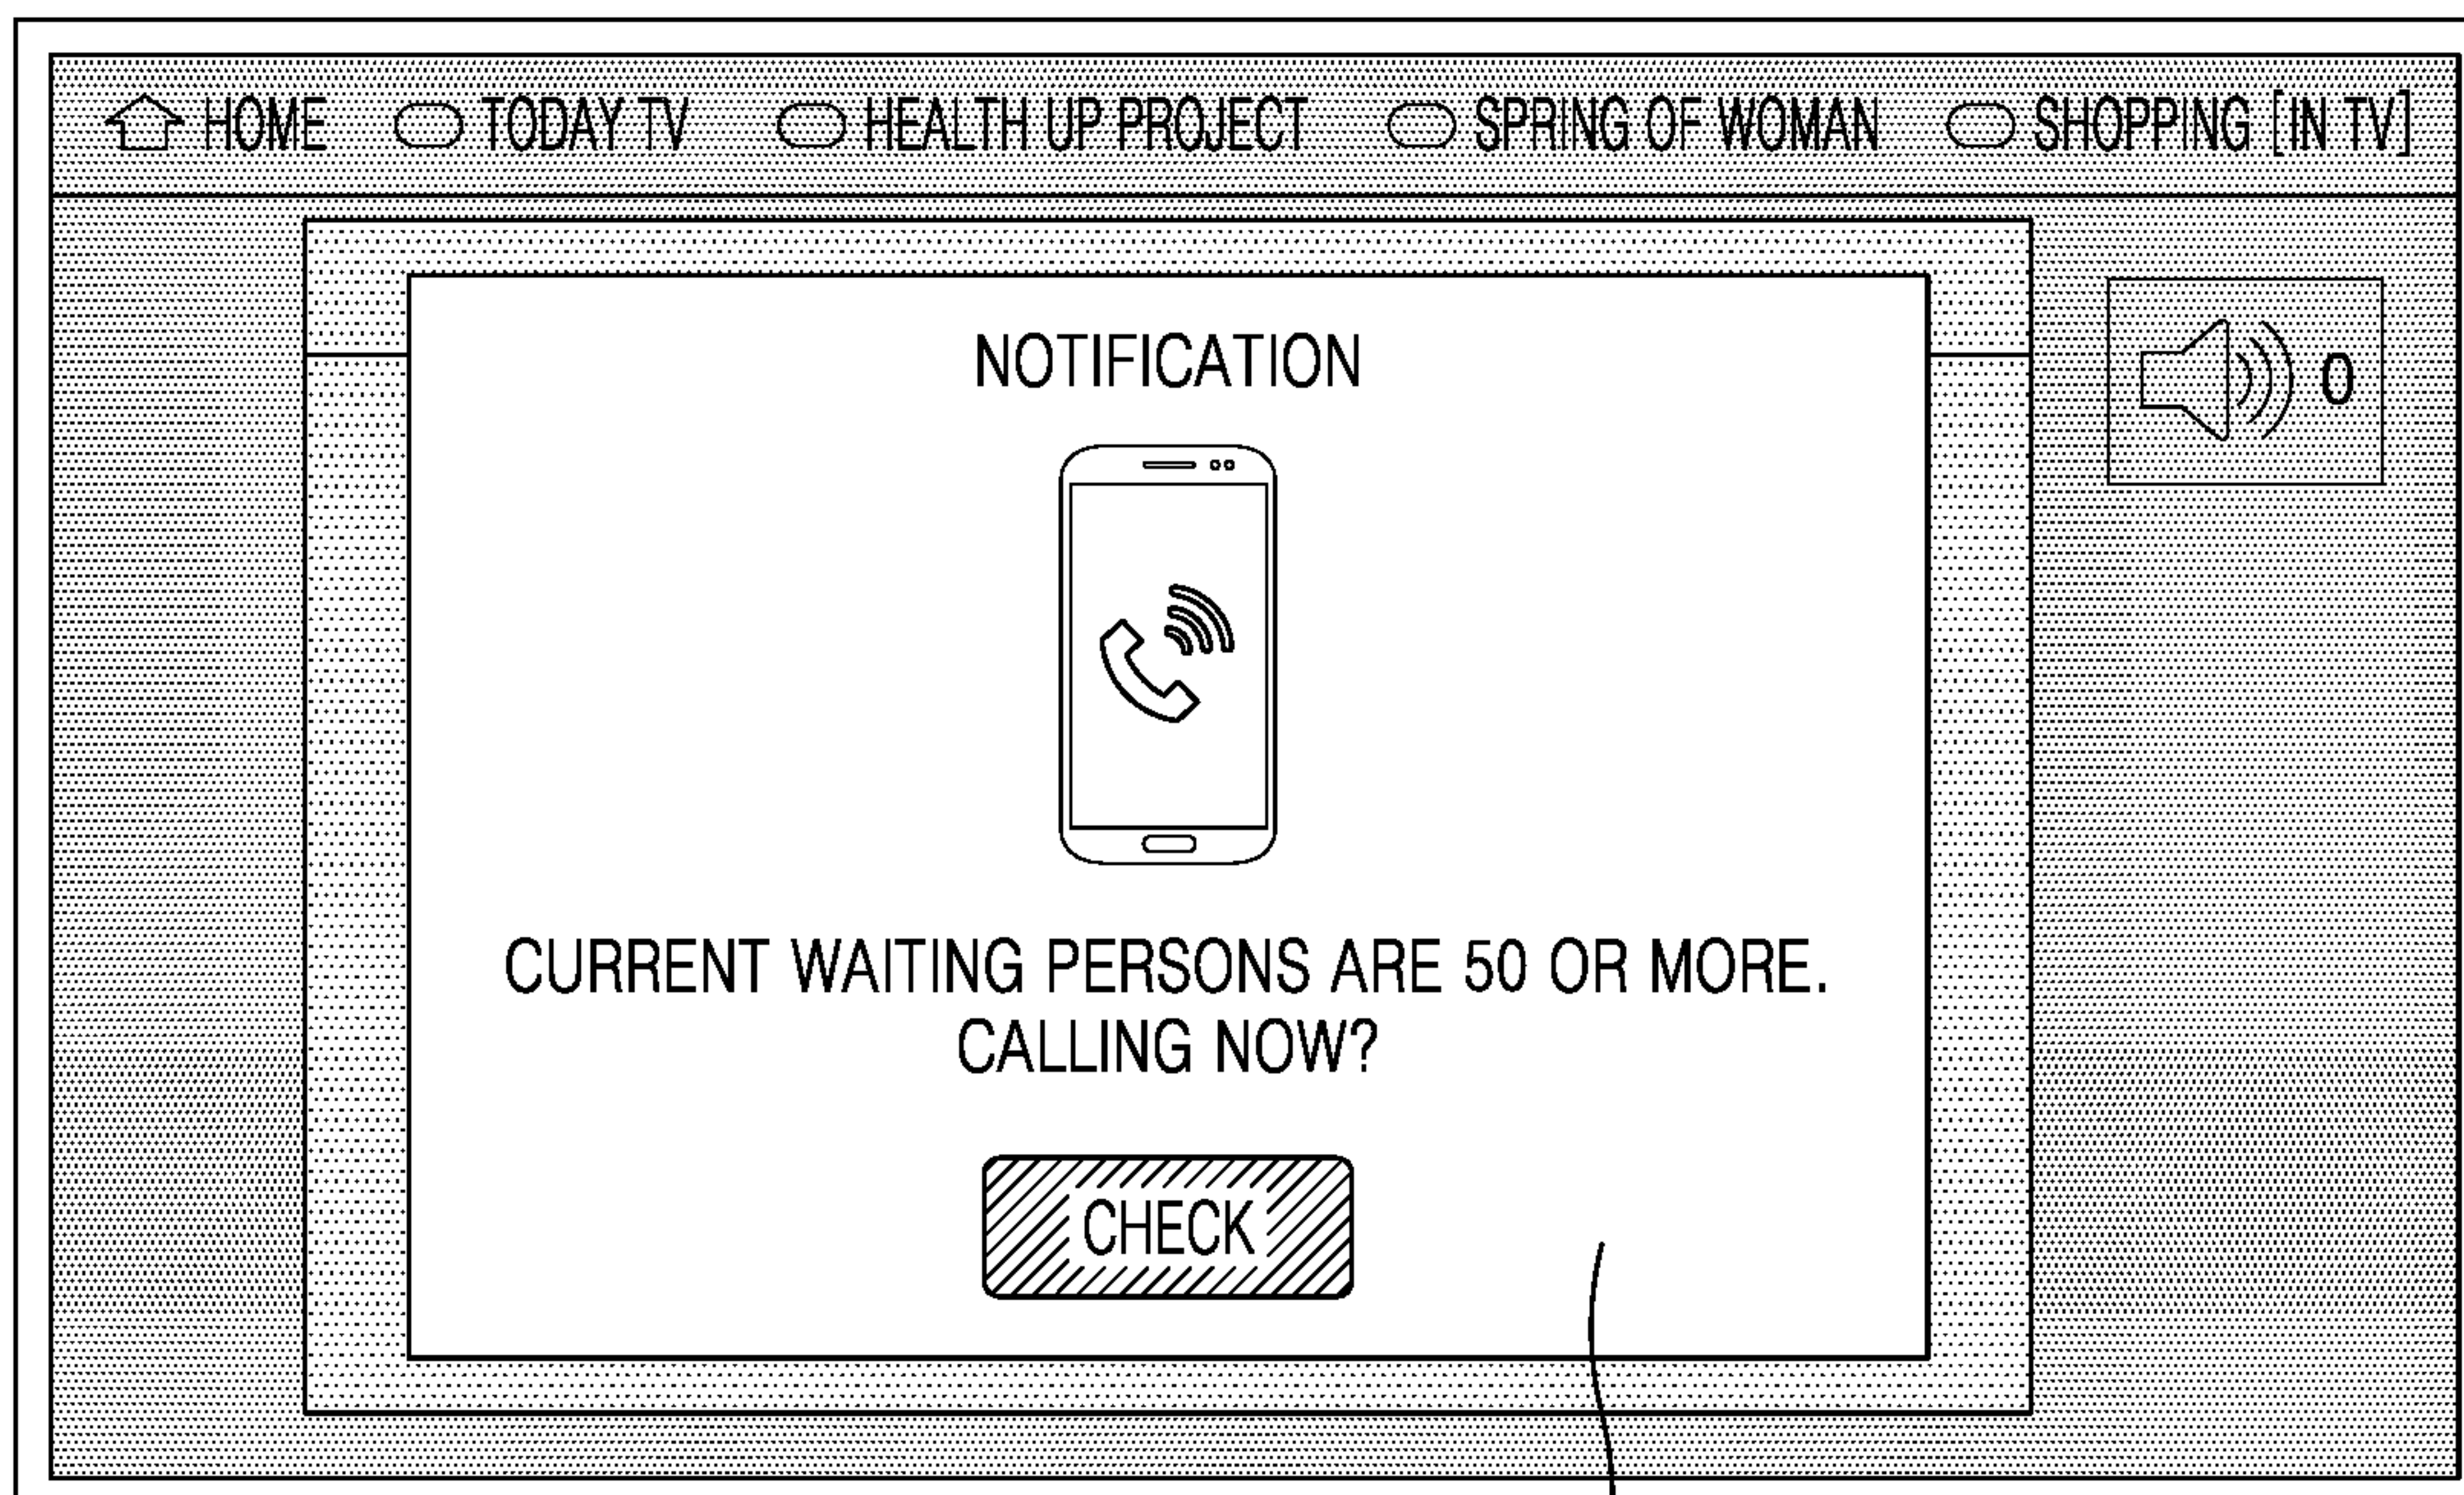 HOME TODAY TV HEALTH UP PROJECT SPRING OF WOMAN SHOPPING [IN TV]
NOTIFICATION
0
CURRENT WAITING PERSONS ARE 50 OR MORE.
CALLING NOW?
CHECK